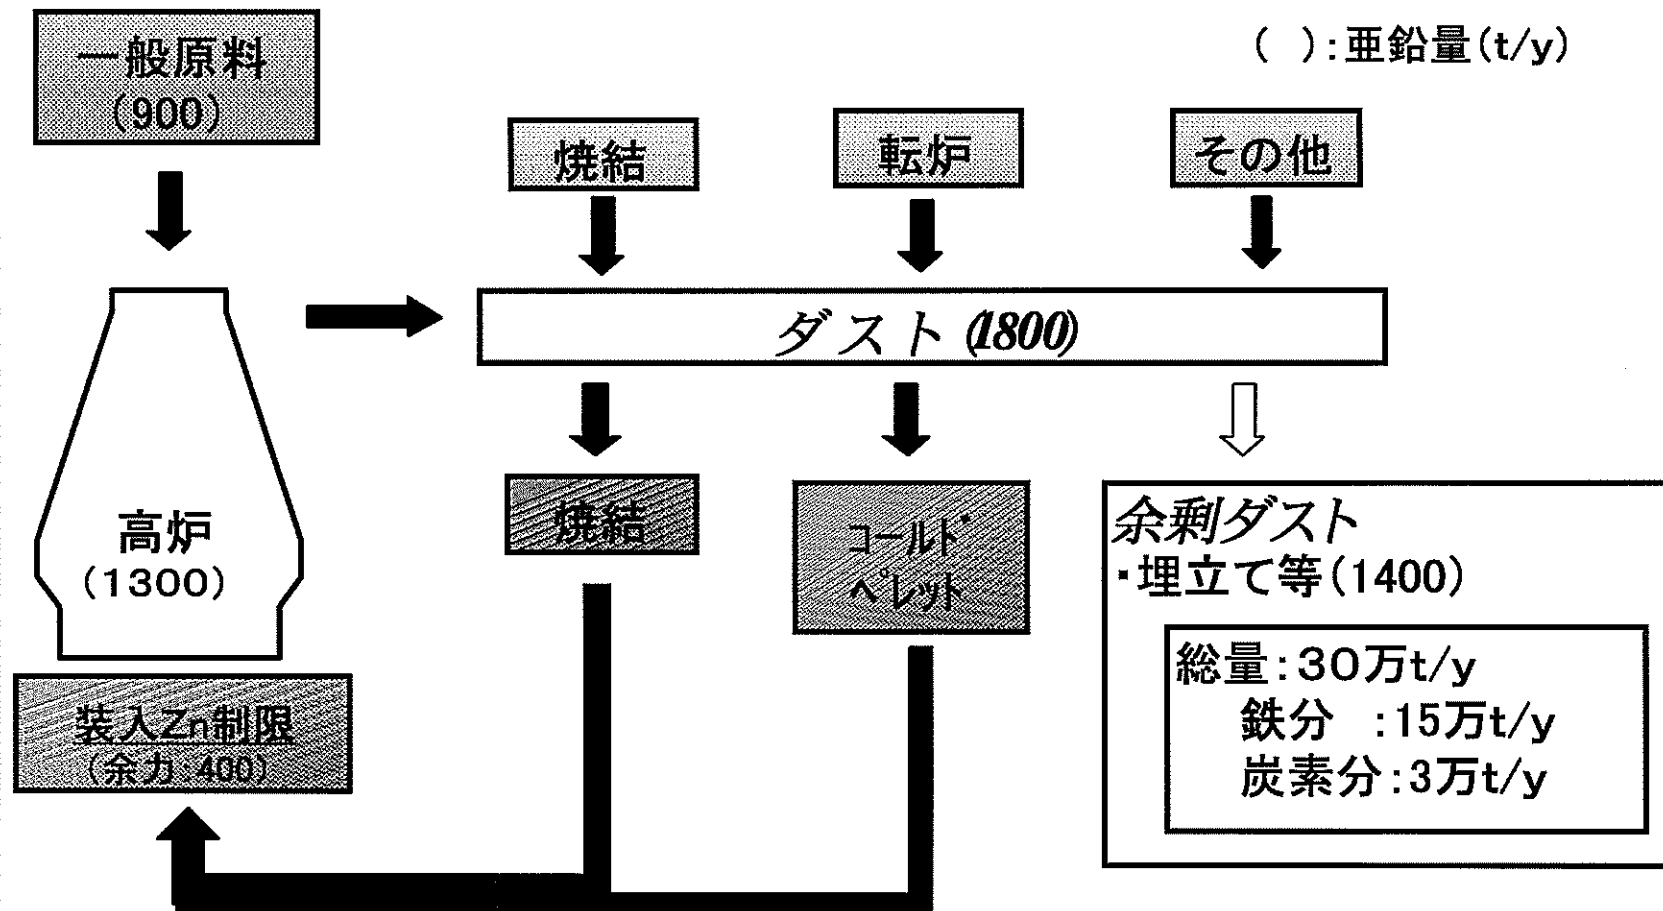 一般原料
(900)
( ):亜鉛量(t/y)
焼結
転炉
その他
ダスト(1800)
高炉
(1300)
焼結
コールド
ペレット
余剰ダスト
・埋立て等(1400)
総量:30万t/y
鉄分 :15万t/y
炭素分:3万t/y
装入Zn制限
(余力:400)